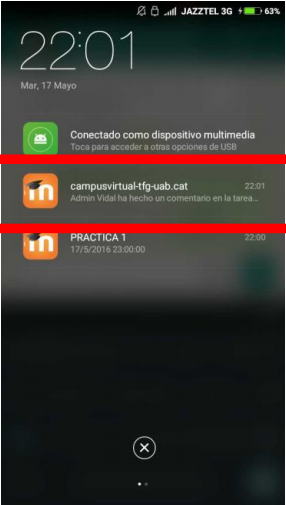 JAZZTEL 3G 63%
22:01
Mar, 17 Mayo
Conectado como dispositivo multimedia
Toca para acceder a otras opciones de USB
campusvirtual-tfg-uab.cat 22:01
Admin Vidal ha hecho un comentario en la tarea...
PRACTICA 1 22:00
17/5/2016 23:00:00